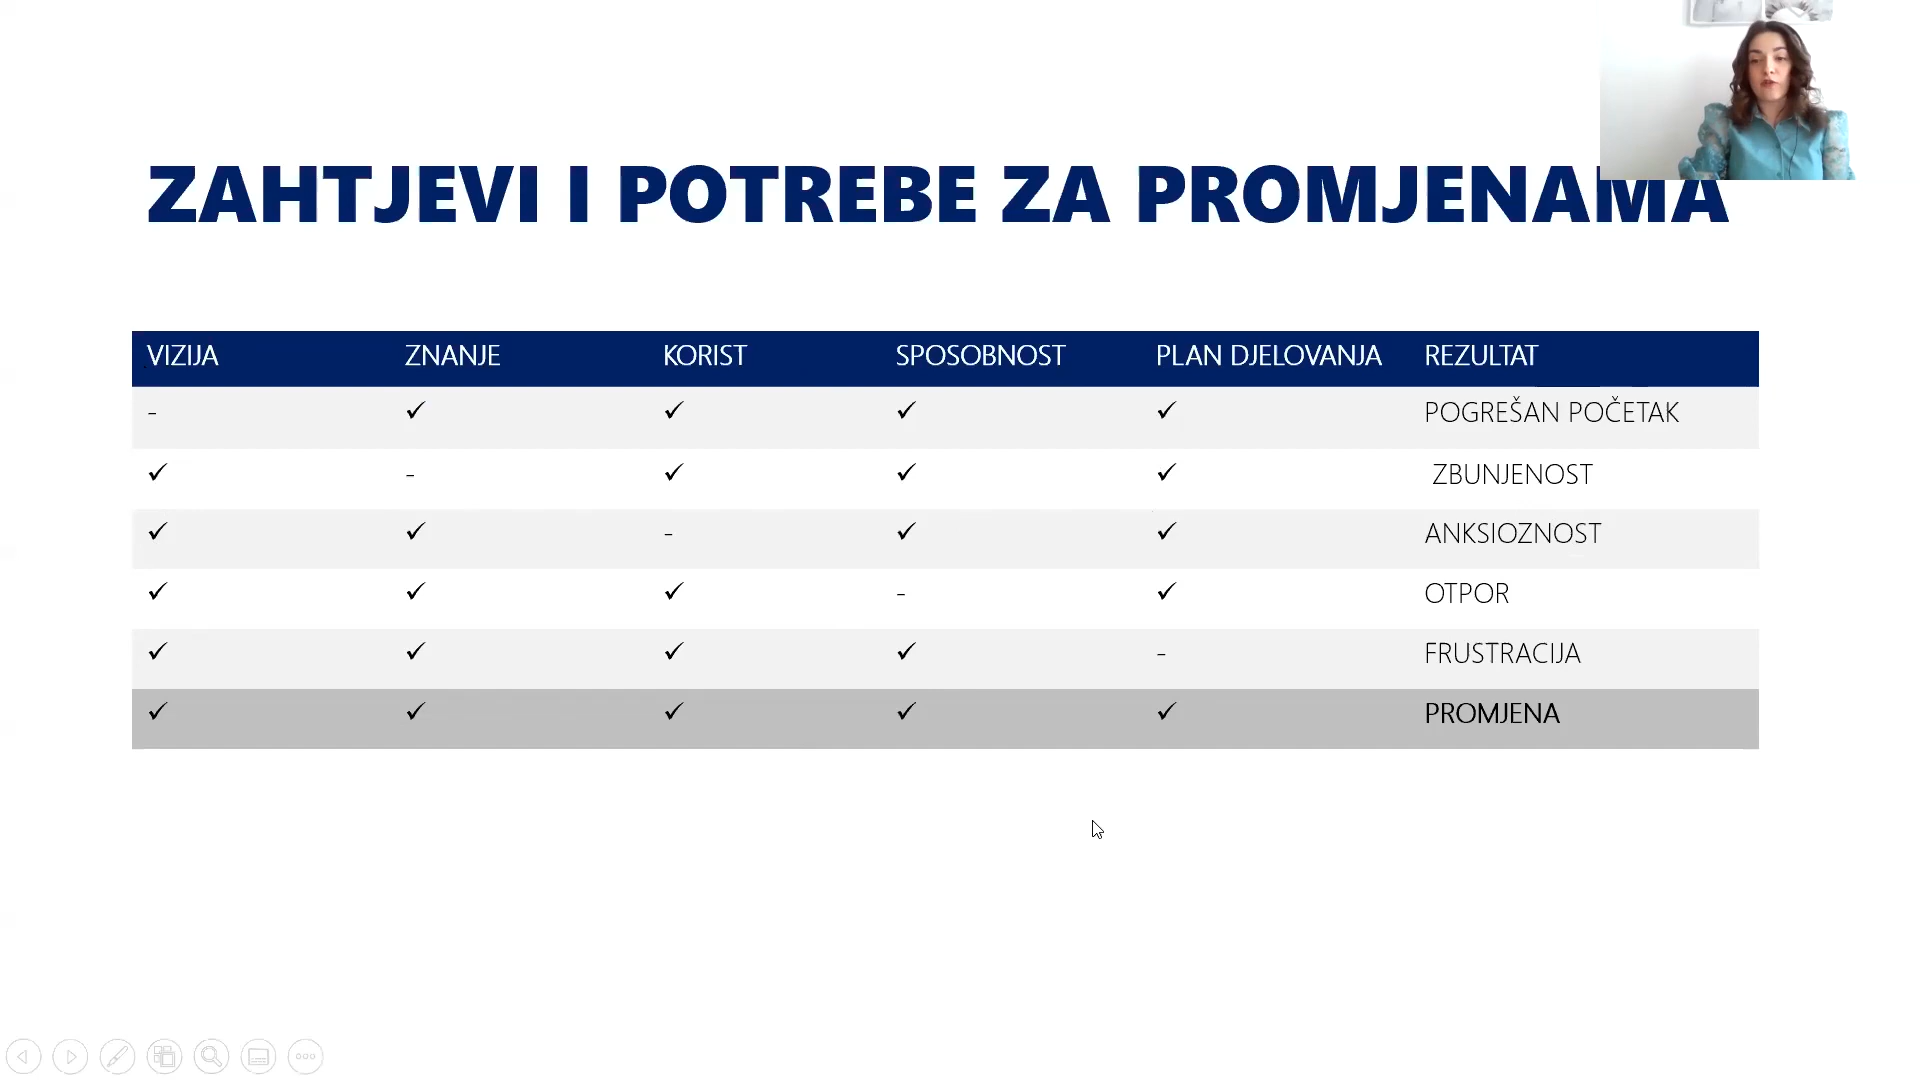 ZAHTJEVI I POTREBE ZA PROMJENAMA
VIZIJA ZNANJE KORIST SPOSOBNOST PLAN DJELOVANJA REZULTAT
- ✓ ✓ ✓ ✓ POGREŠAN POČETAK
✓ - ✓ ✓ ✓ ZBUNJENOST
✓ ✓ - ✓ ✓ ANKSIOZNOST
✓ ✓ ✓ - ✓ OTPOR
✓ ✓ ✓ ✓ - FRUSTRACIJA
✓ ✓ ✓ ✓ ✓ PROMJENA